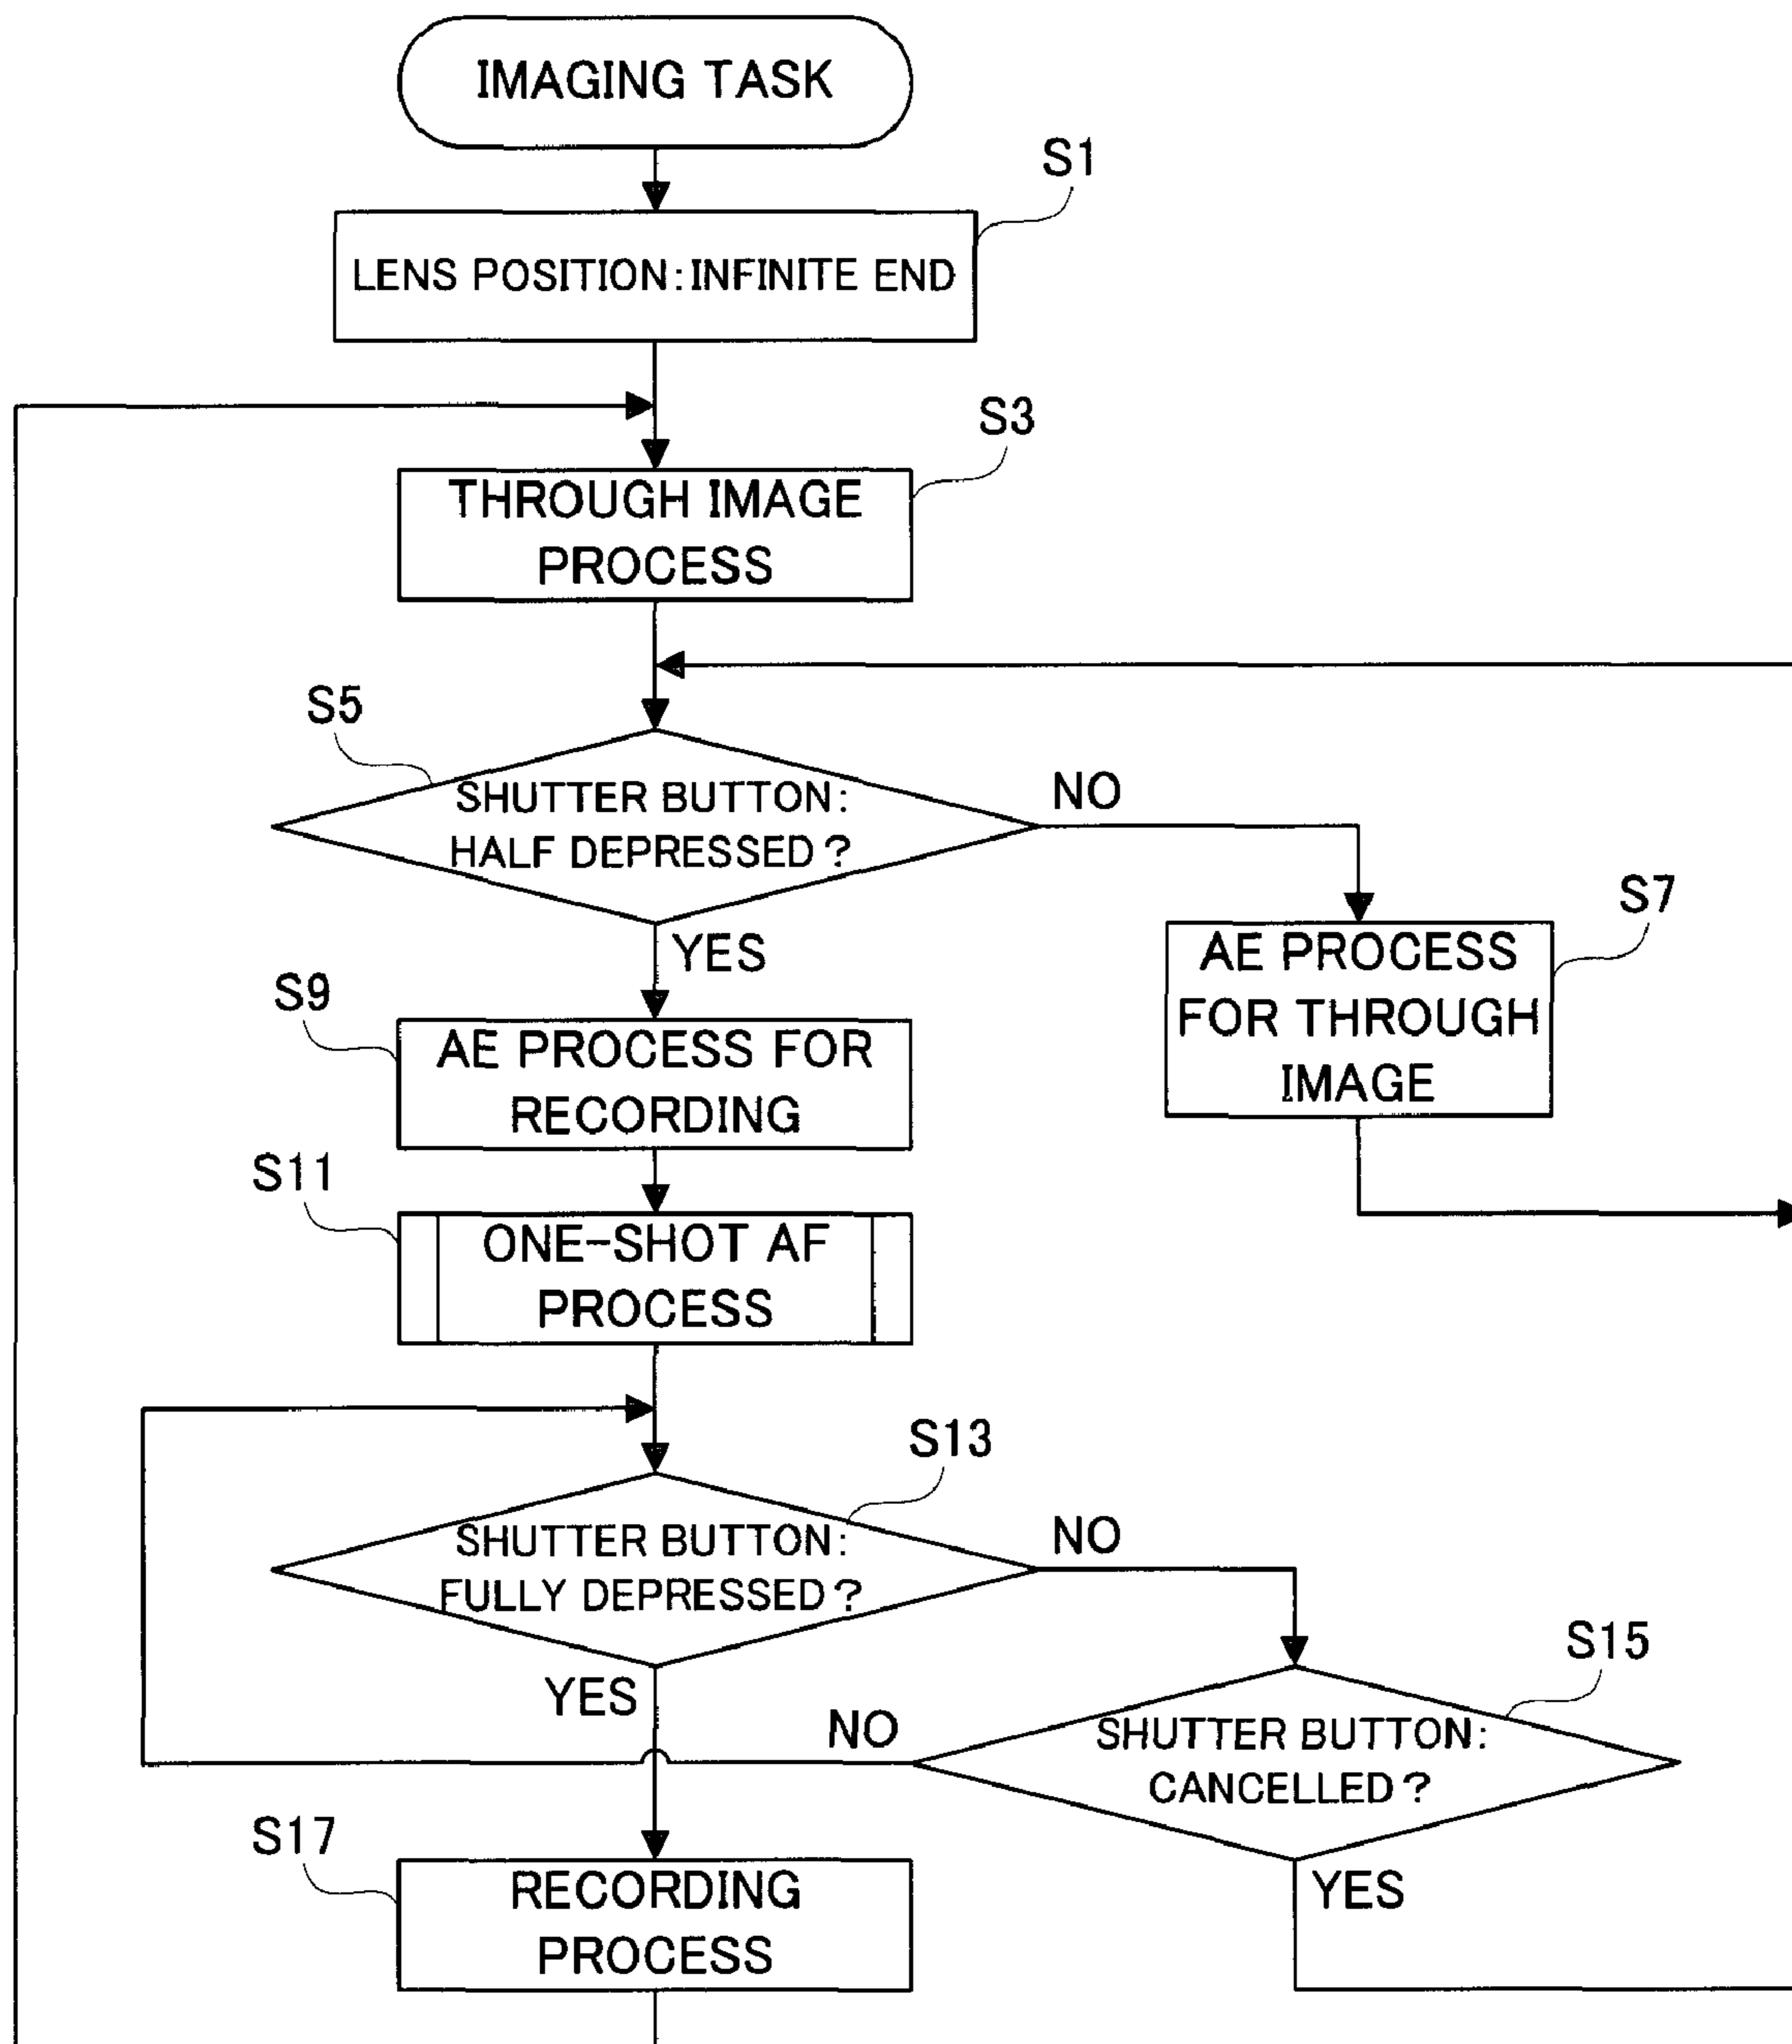 IMAGING TASK
S1
LENS POSITION:INFINITE END
S3
THROUGH IMAGE
PROCESS
S5
SHUTTER BUTTON:
HALF DEPRESSED?
NO
YES
S7
AE PROCESS
FOR THROUGH
IMAGE
S9
AE PROCESS FOR
RECORDING
S11
ONE-SHOT AF
PROCESS
S13
SHUTTER BUTTON:
FULLY DEPRESSED?
NO
YES
S15
SHUTTER BUTTON:
CANCELLED?
NO
YES
S17
RECORDING
PROCESS